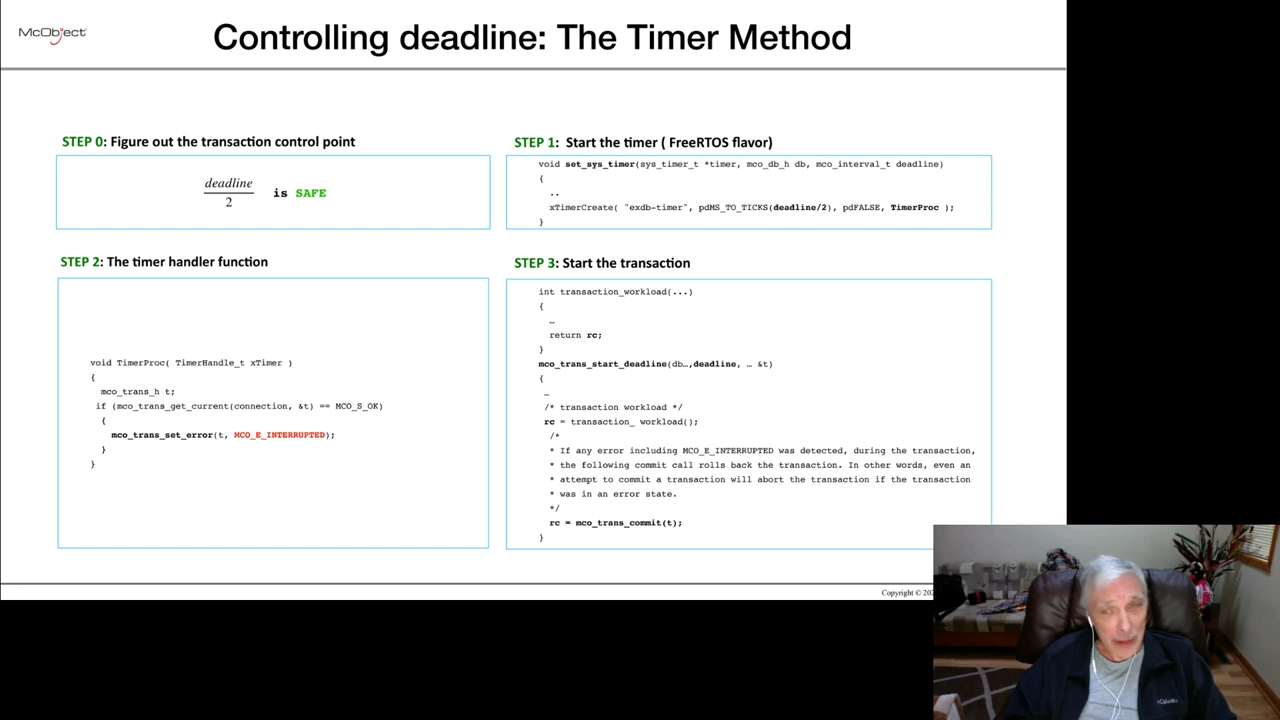 McObject
Controlling deadline: The Timer Method
STEP 0: Figure out the transaction control point
deadline
2
is SAFE
STEP 1: Start the timer ( FreeRTOS flavor)
void set_sys_timer(sys_timer_t *timer, mco_db_h db, mco_interval_t deadline)
{
..
xTimerCreate( "exdb-timer", pdMS_TO_TICKS(deadline/2), pdFALSE, TimerProc );
}
STEP 2: The timer handler function
void TimerProc( TimerHandle_t xTimer )
{
mco_trans_h t;
if (mco_trans_get_current(connection, &t) == MCO_S_OK)
{
mco_trans_set_error(t, MCO_E_INTERRUPTED);
}
}
STEP 3: Start the transaction
int transaction_workload(...)
{
…
return rc;
}
mco_trans_start_deadline(db…,deadline, … &t)
{
…
/* transaction workload */
rc = transaction_ workload();
/*
* If any error including MCO_E_INTERRUPTED was detected, during the transaction,
* the following commit call rolls back the transaction. In other words, even an
* attempt to commit a transaction will abort the transaction if the transaction
* was in an error state.
*/
rc = mco_trans_commit(t);
}
Copyright ©
Columbia